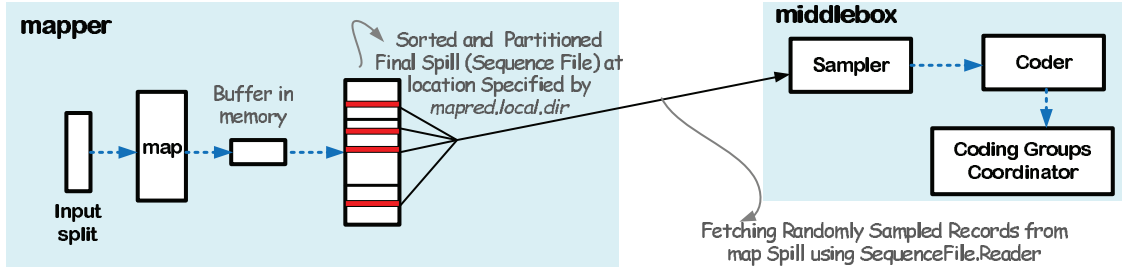 mapper
Sorted and Partitioned
Final Spill (Sequence File) at
location Specified by
mapred.local.dir
Buffer in
memory
map
Input
split
middlebox
Sampler
Coder
Coding Groups
Coordinator
Fetching Randomly Sampled Records from
map Spill using SequenceFile.Reader